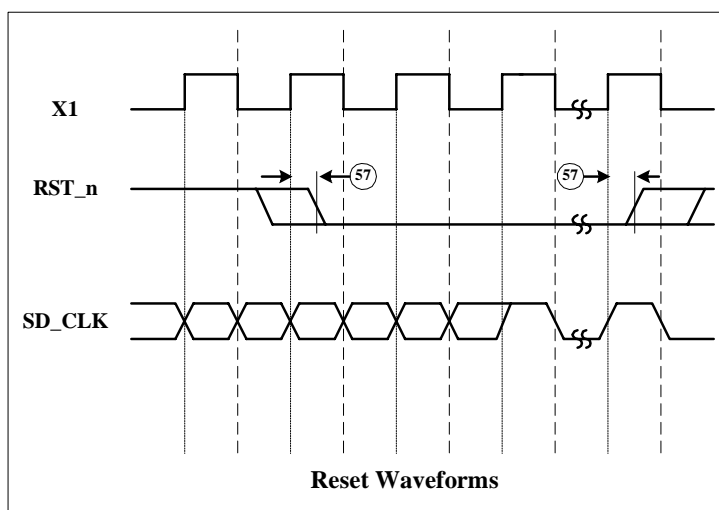 X1
57
57
RST_n
SD_CLK
Reset Waveforms